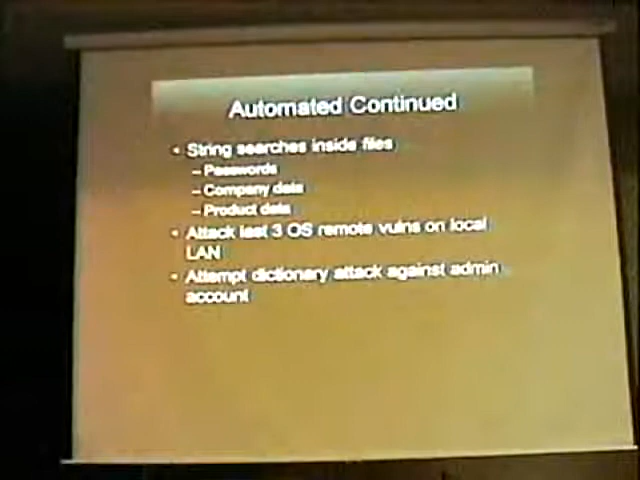 Automated Continued
• String searches inside files
– Passwords
– Company data
– Product data
• Attack last 3 OS remote vulns on local
LAN
• Attempt dictionary attack against admin
account